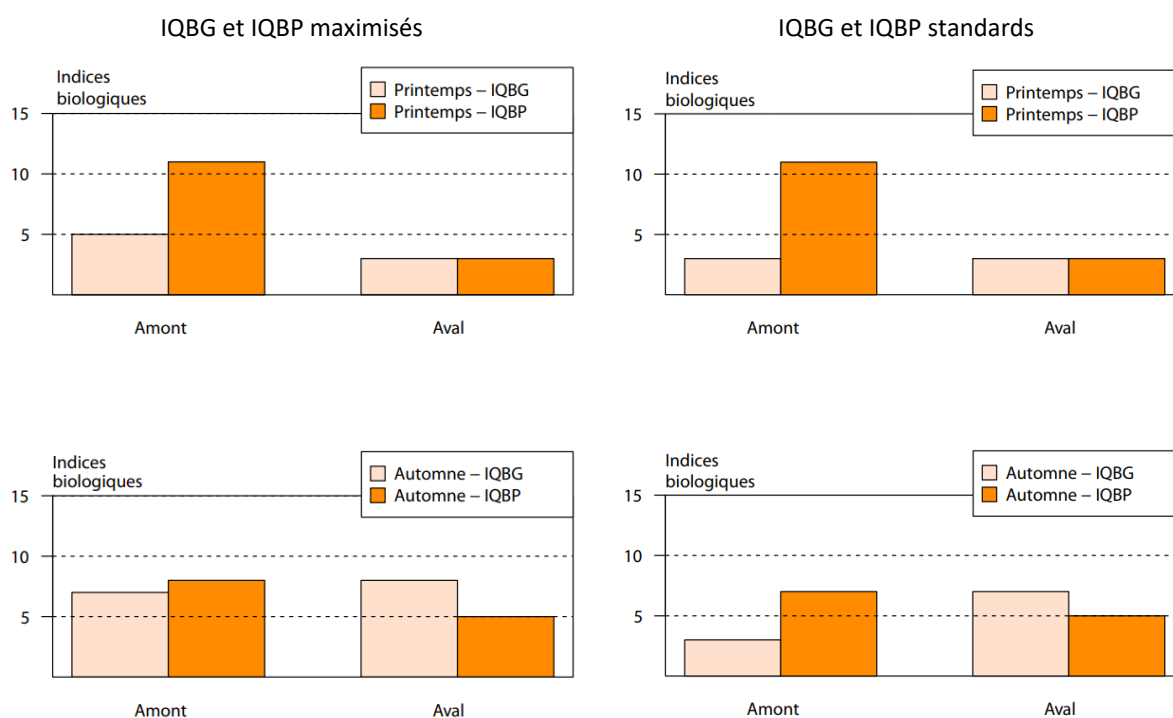 IQBG et IQBP maximisés
IQBG et IQBP standards
Indices
biologiques
Printemps – IQBG
Printemps – IQBP
15
10
5
Amont
Aval
Indices
biologiques
Printemps – IQBG
Printemps – IQBP
15
10
5
Amont
Aval
Indices
biologiques
Automne – IQBG
Automne – IQBP
15
10
5
Amont
Aval
Indices
biologiques
Automne – IQBG
Automne – IQBP
15
10
5
Amont
Aval